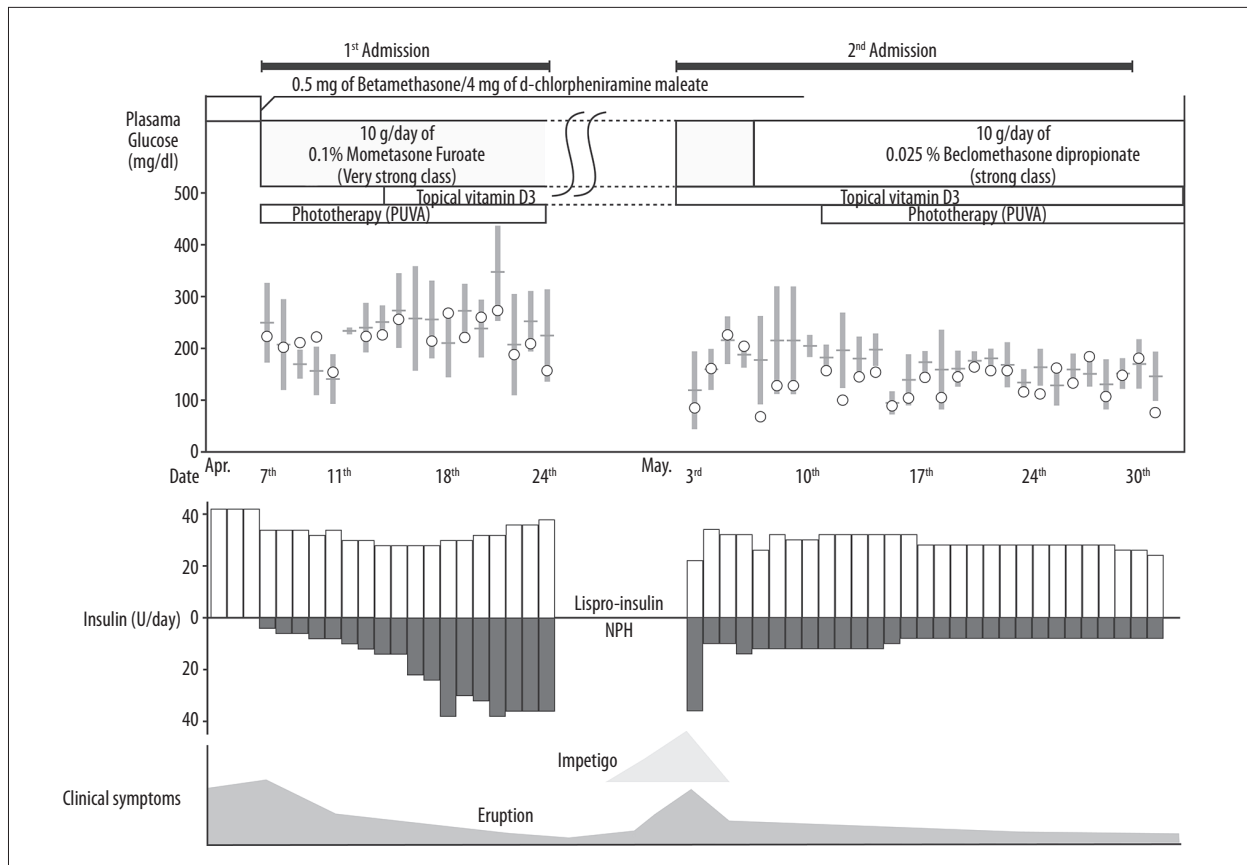 1st Admission
2nd Admission
0.5 mg of Betamethasone/4 mg of d-chlorpheniramine maleate
Plasama
Glucose
(mg/dl)
10 g/day of
0.1% Mometasone Furoate
(Very strong class)
10 g/day of
0.025 % Beclomethasone dipropionate
(strong class)
Topical vitamin D3
Topical vitamin D3
Phototherapy (PUVA)
Phototherapy (PUVA)
500
400
300
200
100
0
Date
Apr.
7th
11th
18th
24th
May.
3rd
10th
17th
24th
30th
40
20
0
20
40
Insulin (U/day)
Lispro-insulin
NPH
Clinical symptoms
Impetigo
Eruption